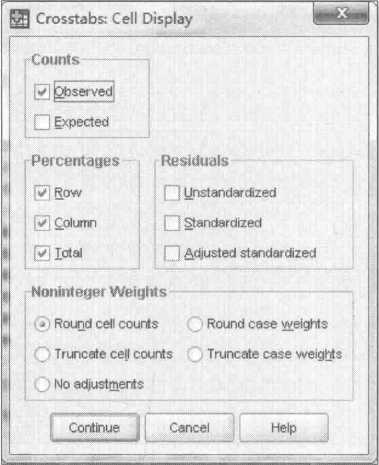 Crosstabs: Cell Display
Counts
Observed
Expected
Percentages
Row
Column
Total
Residuals
Unstandardized
Standardized
Adjusted standardized
Noninteger Weights
Round cell counts
Round case weights
Truncate cell counts
Truncate case weights
No adjustments
Continue
Cancel
Help